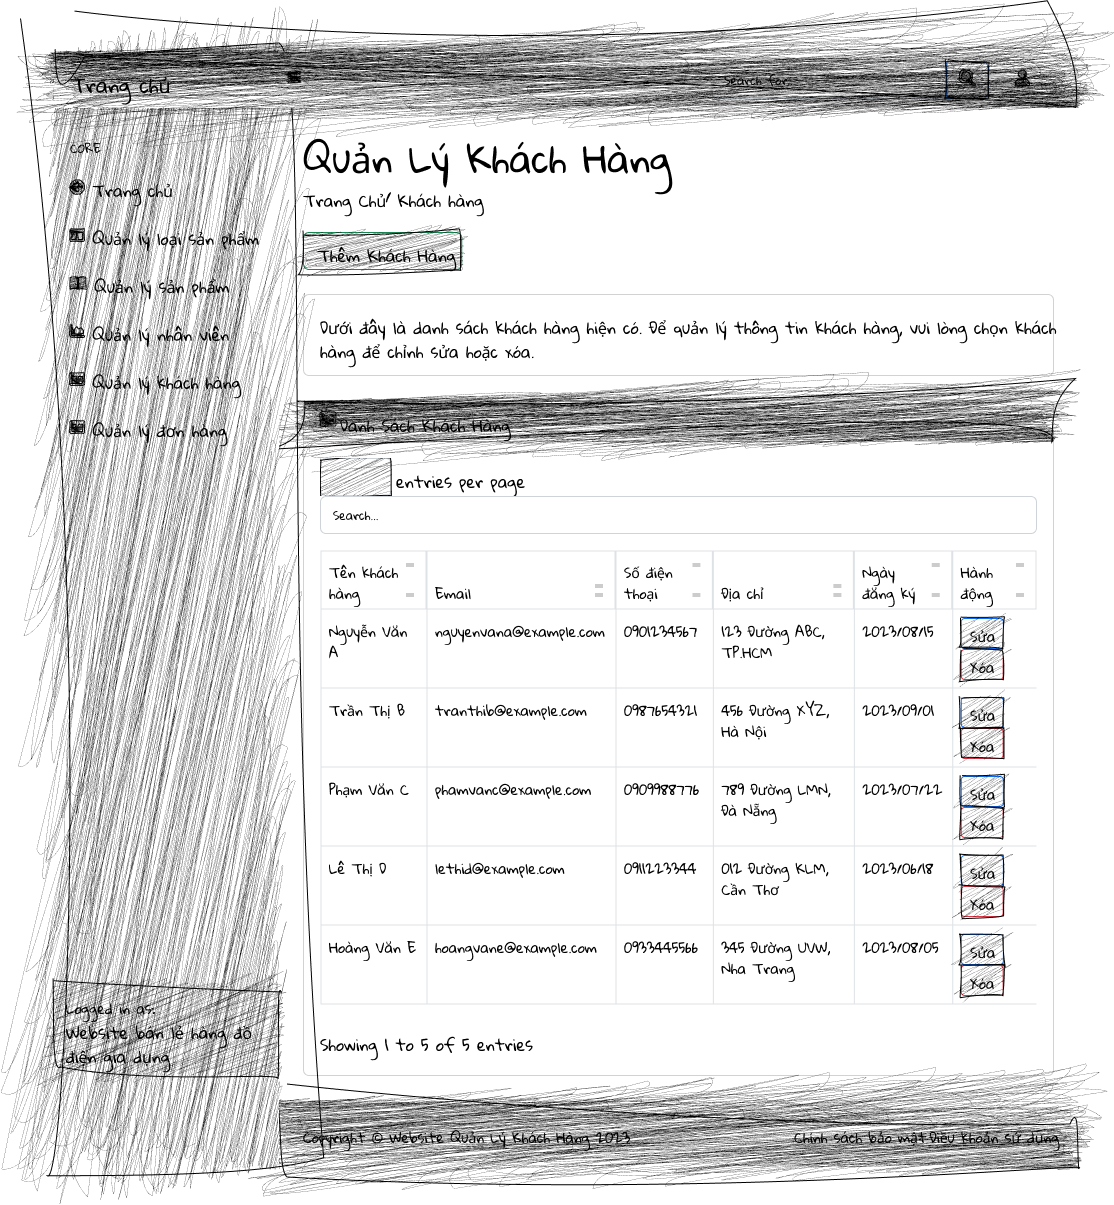 Trang chủ
Search for...
CORE
Trang chủ
Quản lý loại sản phẩm
Quản lý sản phẩm
Quản lý nhân viên
Quản lý khách hàng
Quản lý đơn hàng
Logged in as:
Website bán lẻ hàng đồ
điện gia dụng
Quản Lý Khách Hàng
Trang Chủ/ Khách hàng
Thêm Khách Hàng
Dưới đây là danh sách khách hàng hiện có. Để quản lý thông tin khách hàng, vui lòng chọn khách
hàng để chỉnh sửa hoặc xóa.
Danh Sách Khách Hàng
entries per page
Search...
Tên khách
hàng
Email
Số điện
thoại
Địa chỉ
Ngày
đăng ký
Hành
động
Nguyễn Văn
A
nguyenvana@example.com
0901234567
123 Đường ABC,
TP.HCM
2023/08/15
Sửa
Xóa
Trần Thị B
tranthib@example.com
0987654321
456 Đường XYZ,
Hà Nội
2023/09/01
Sửa
Xóa
Phạm Văn C
phamvanc@example.com
0909988776
789 Đường LMN,
Đà Nẵng
2023/07/22
Sửa
Xóa
Lê Thị D
lethid@example.com
0911223344
012 Đường KLM,
Cần Thơ
2023/06/18
Sửa
Xóa
Hoàng Văn E
hoangvane@example.com
0933445566
345 Đường UVW,
Nha Trang
2023/08/05
Sửa
Xóa
Showing 1 to 5 of 5 entries
Copyright © Website Quản Lý Khách Hàng 2023
Chính sách bảo mật Điều khoản sử dụng